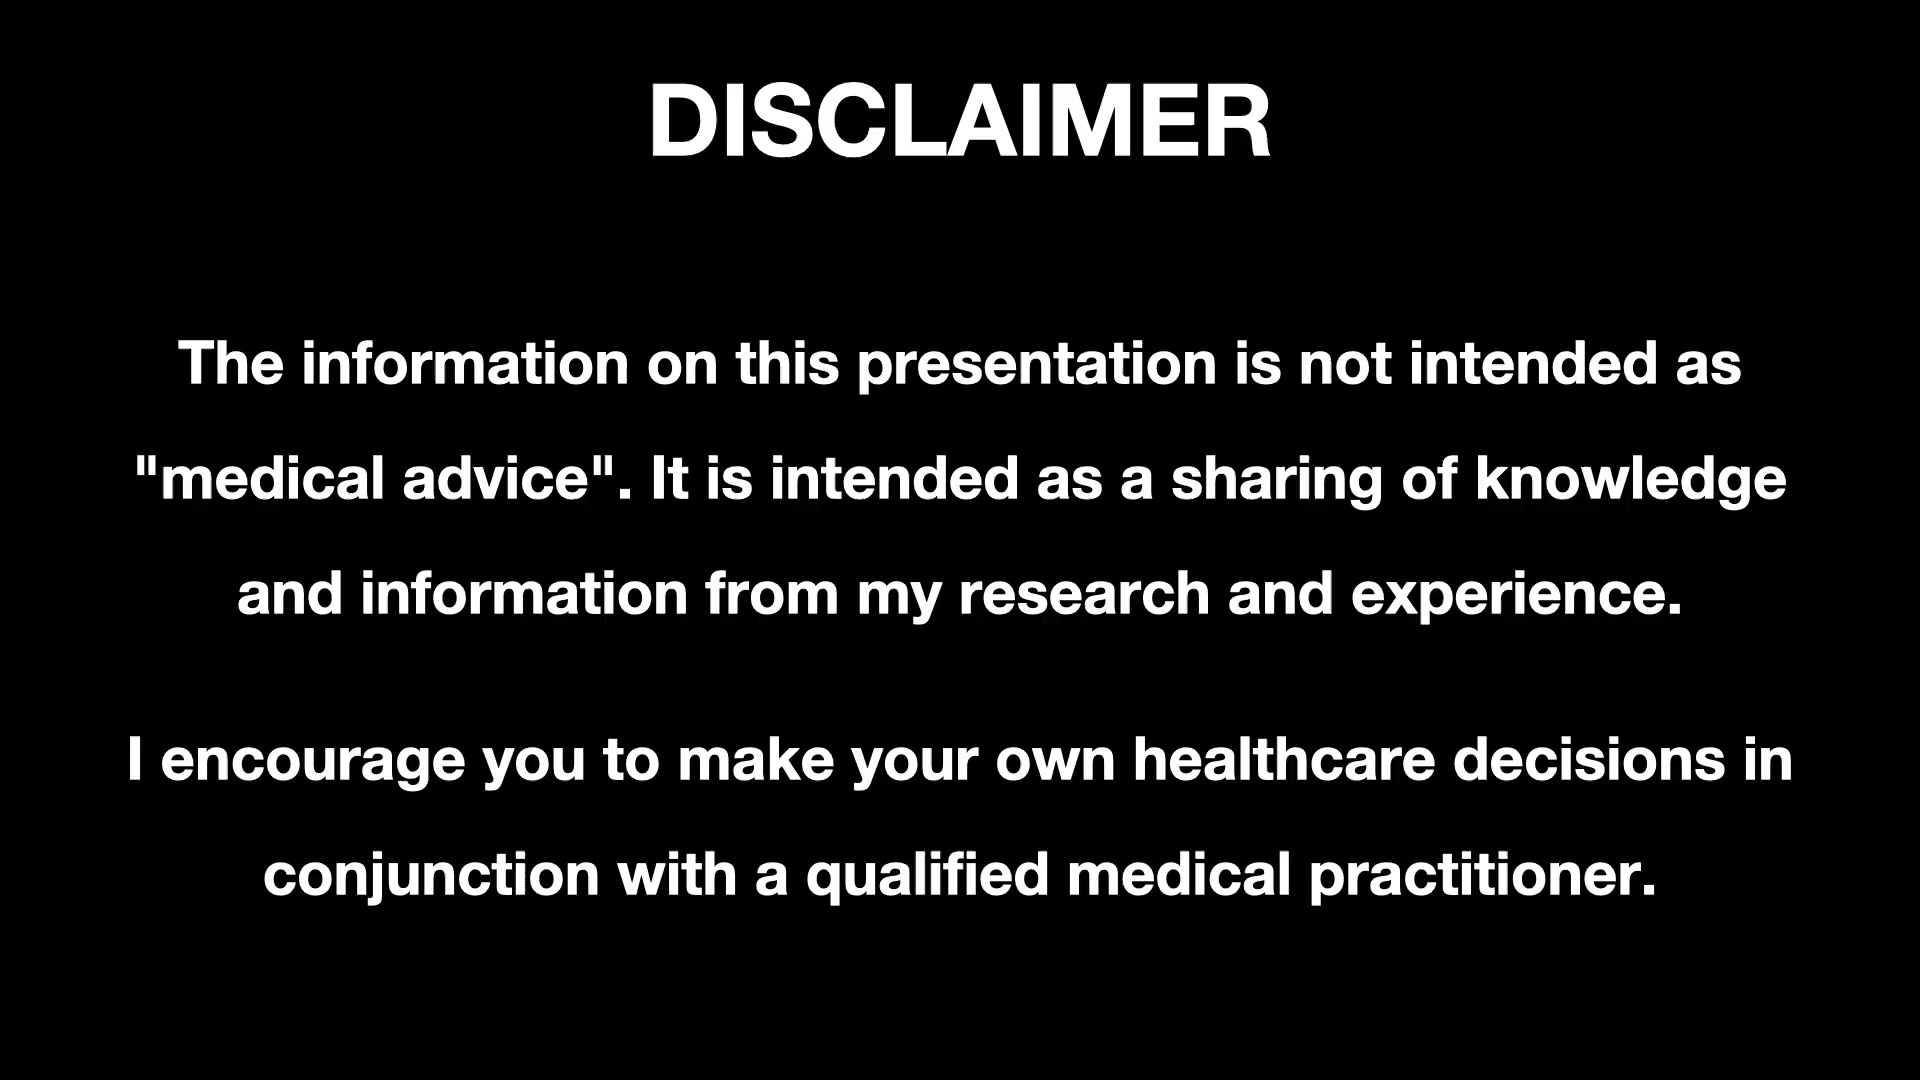 DISCLAIMER
The information on this presentation is not intended as
"medical advice". It is intended as a sharing of knowledge
and information from my research and experience.
I encourage you to make your own healthcare decisions in
conjunction with a qualified medical practitioner.